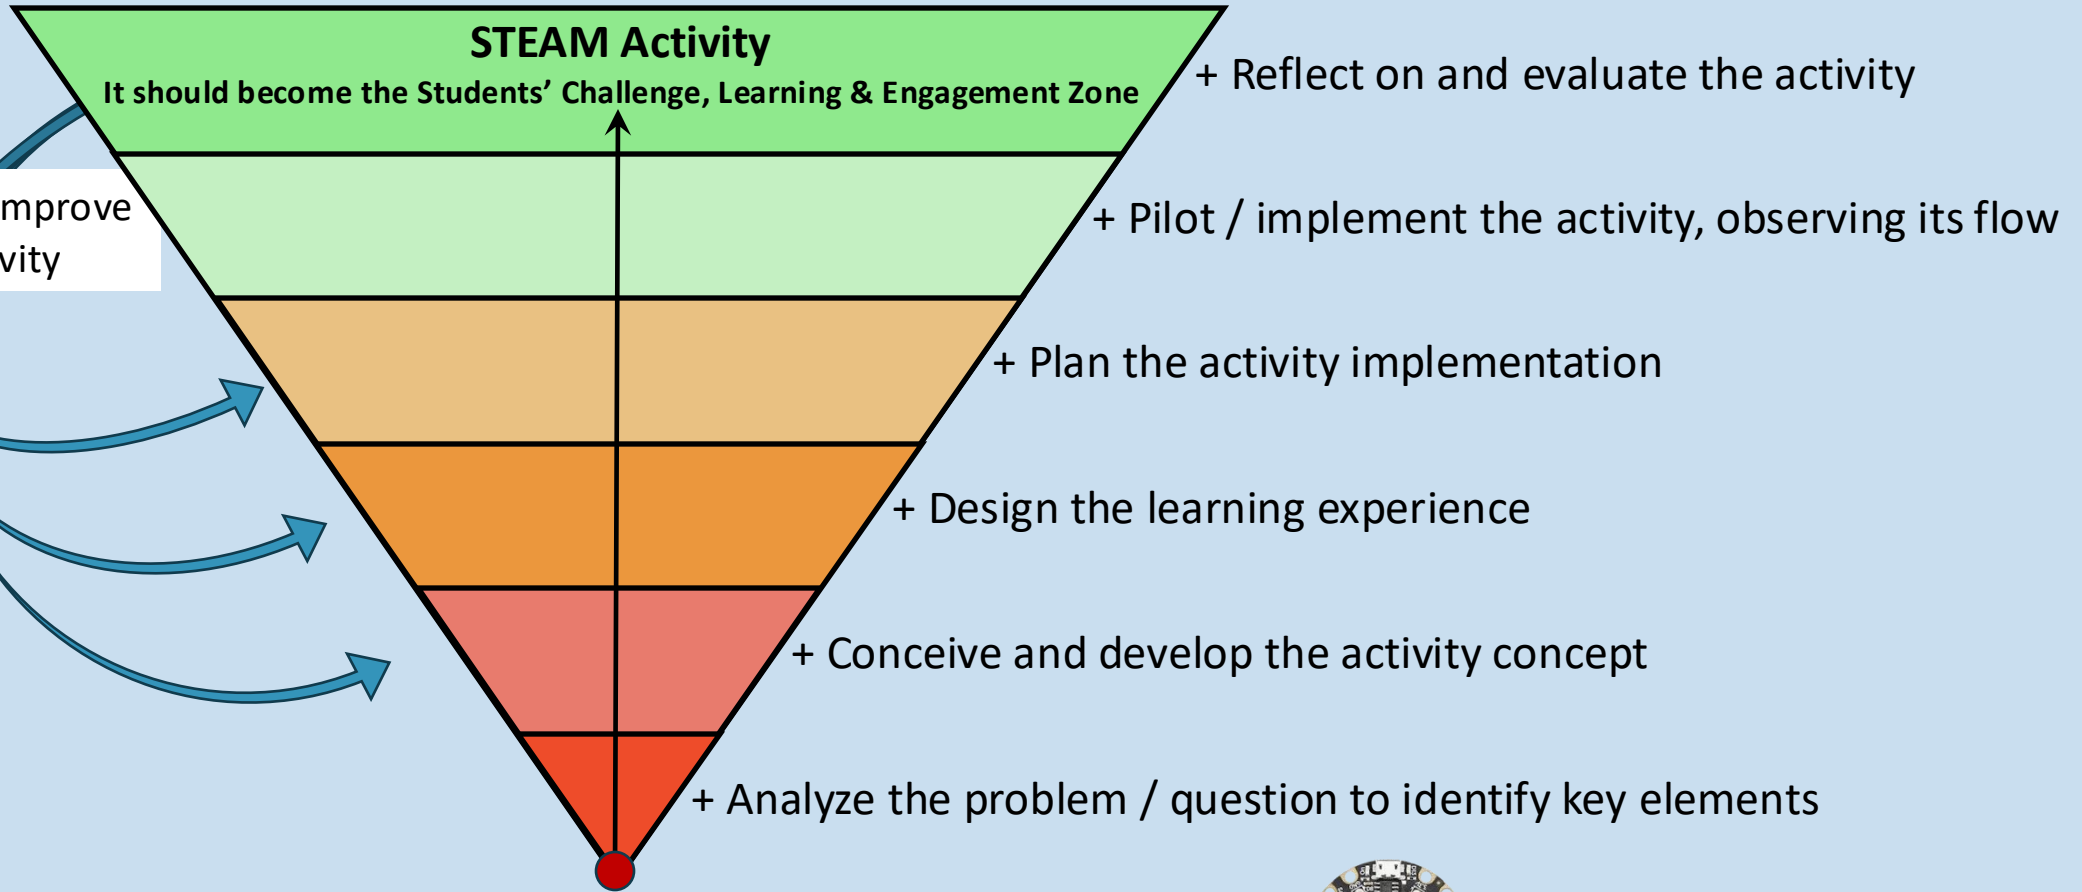 STEAM Activity
It should become the Students’ Challenge, Learning & Engagement Zone
+ Reflect on and evaluate the activity
+ Pilot / implement the activity, observing its flow
+ Plan the activity implementation
+ Design the learning experience
+ Conceive and develop the activity concept
+ Analyze the problem / question to identify key elements